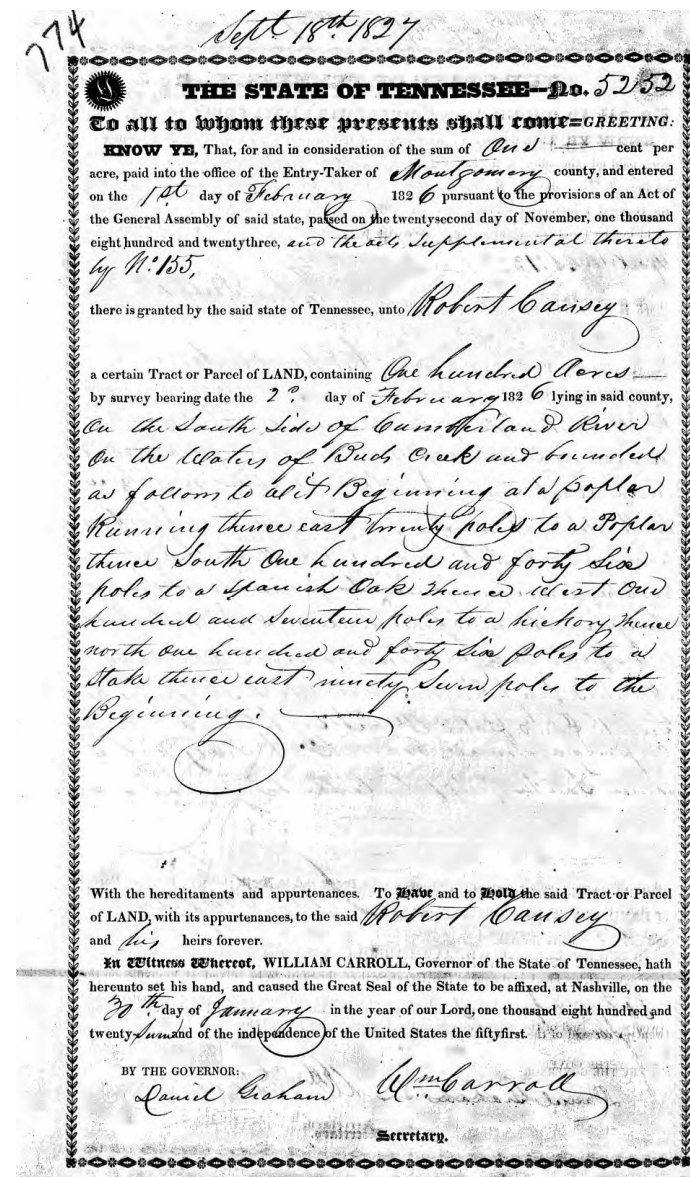 774
Sept 18th 1827
THE STATE OF TENNESSEE--No. 5252
To all to whom these presents shall come=GREETING:
KNOW YE, That, for and in consideration of the sum of One cent per
acre, paid into the office of the Entry-Taker of Montgomery county, and entered
on the 1st day of February 1826 pursuant to the provisions of an Act of
the General Assembly of said state, passed on the twentysecond day of November, one thousand
eight hundred and twentythree, and the acts Supplemental thereto
by No. 155,
there is granted by the said state of Tennessee, unto Robert Causey
a certain Tract or Parcel of LAND, containing One hundred Acres
by survey bearing date the 2d. day of February 1826 lying in said county,
On the South Side of Cumberland River
On the Waters of Buds Creek and bounded
as follows to wit Beginning at a poplar
Running thence east twenty poles to a Poplar
thence South One hundred and forty Six
poles to a Spanish Oak thence West One
hundred and Seventeen poles to a hickory thence
north one hundred and forty Six poles to a
Stake thence east ninety Seven poles to the
Beginning.
With the hereditaments and appurtenances. To Have and to Hold the said Tract or Parcel
of LAND, with its appurtenances, to the said Robert Causey
and his heirs forever.
In Witness Whereof, WILLIAM CARROLL, Governor of the State of Tennessee, hath
hereunto set his hand, and caused the Great Seal of the State to be affixed, at Nashville, on the
30th day of January in the year of our Lord, one thousand eight hundred and
twenty- and of the independence of the United States the fiftyfirst.
BY THE GOVERNOR:
Wm Carroll
Daniel Graham
Secretary.